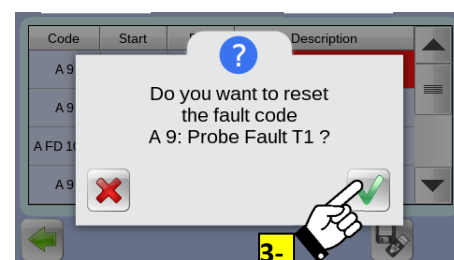 Code Start Description
A 9
A 9
A FD 10
A 9
?
Do you want to reset
the fault code
A 9: Probe Fault T1 ?
3-